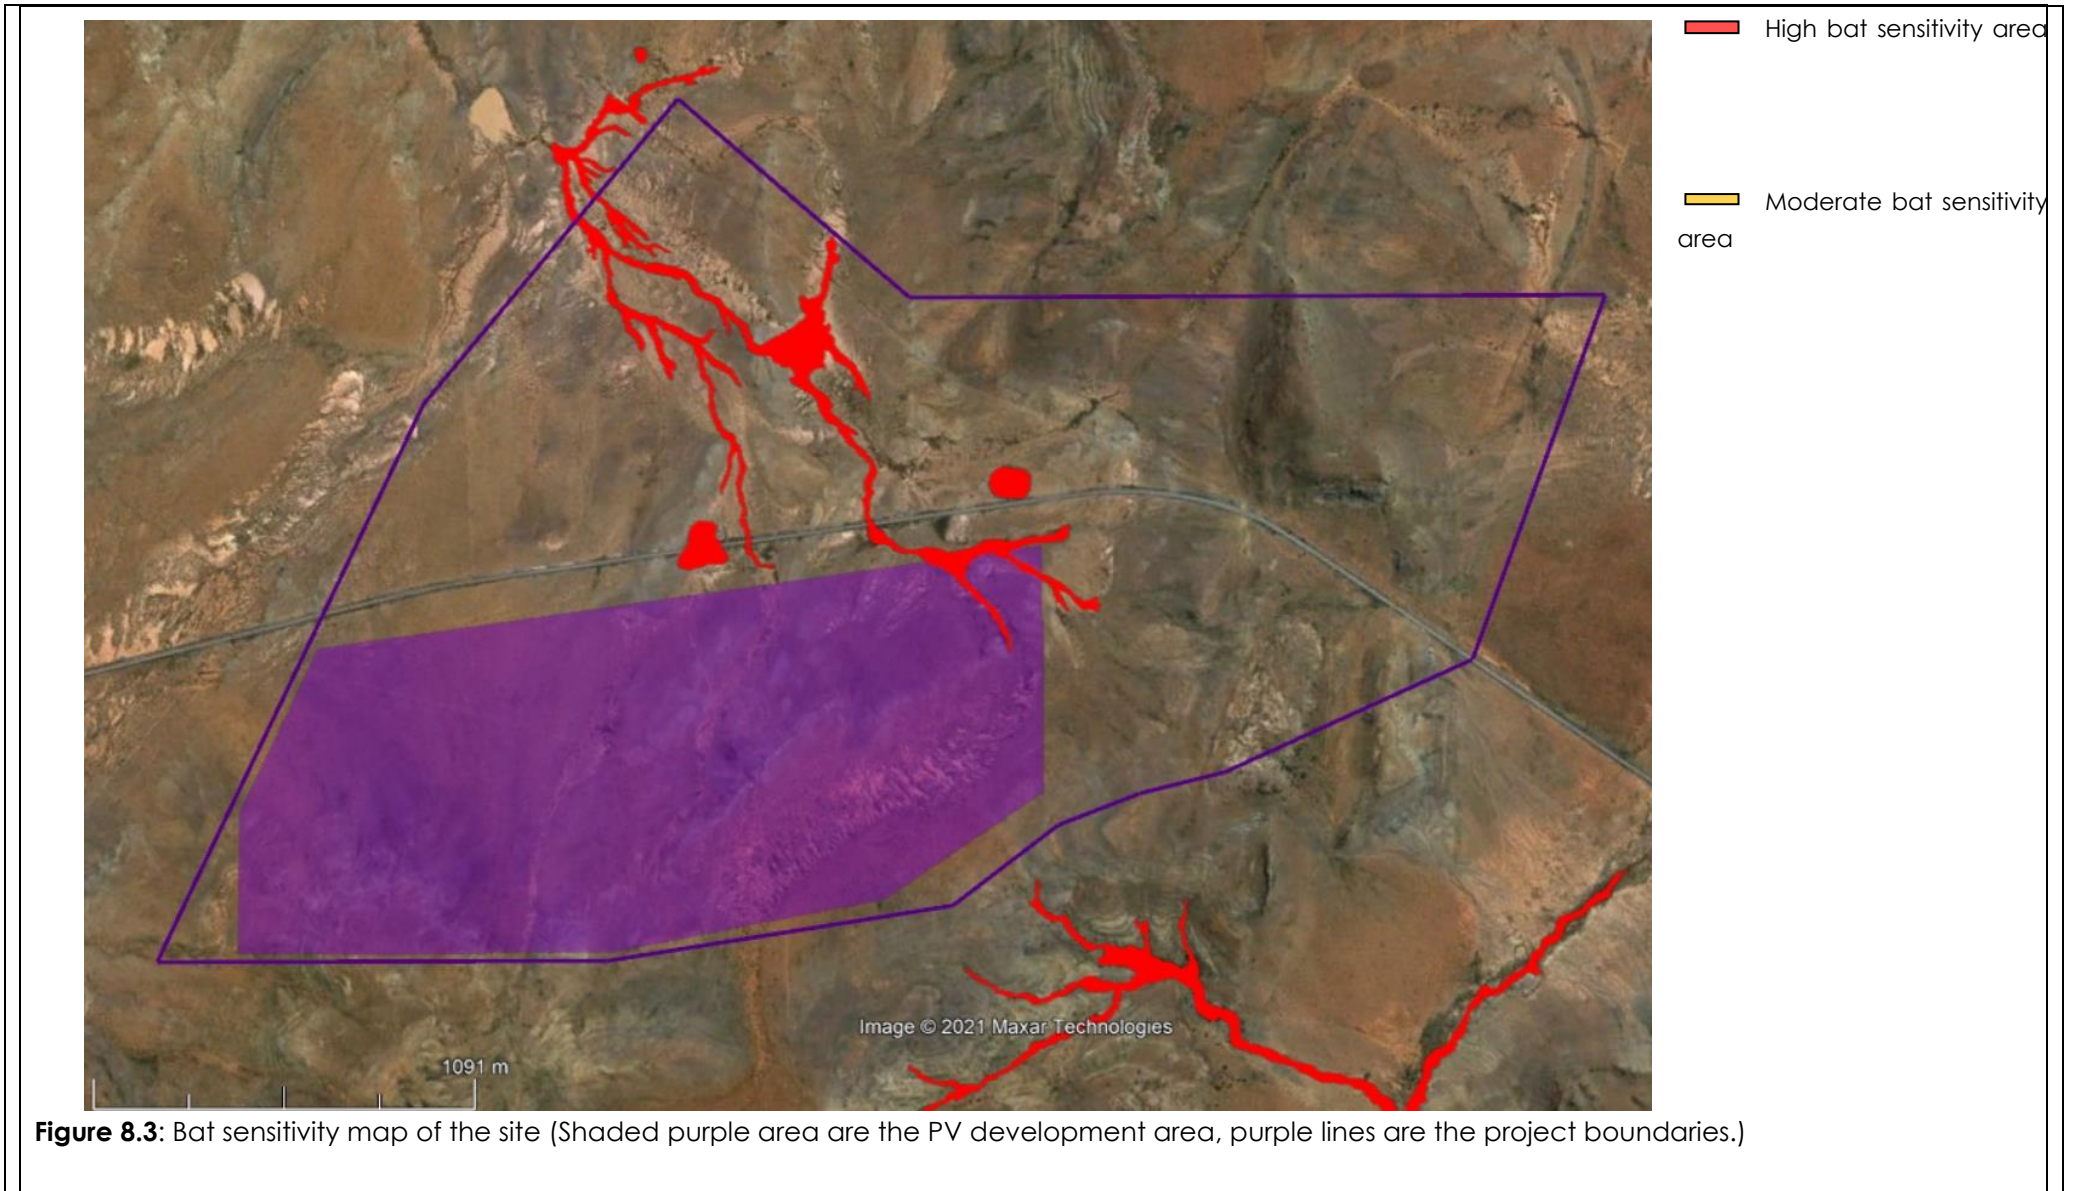 High bat sensitivity area
Moderate bat sensitivity
area
Image © 2021 Maxar Technologies
1091 m
Figure 8.3: Bat sensitivity map of the site (Shaded purple area are the PV development area, purple lines are the project boundaries.)